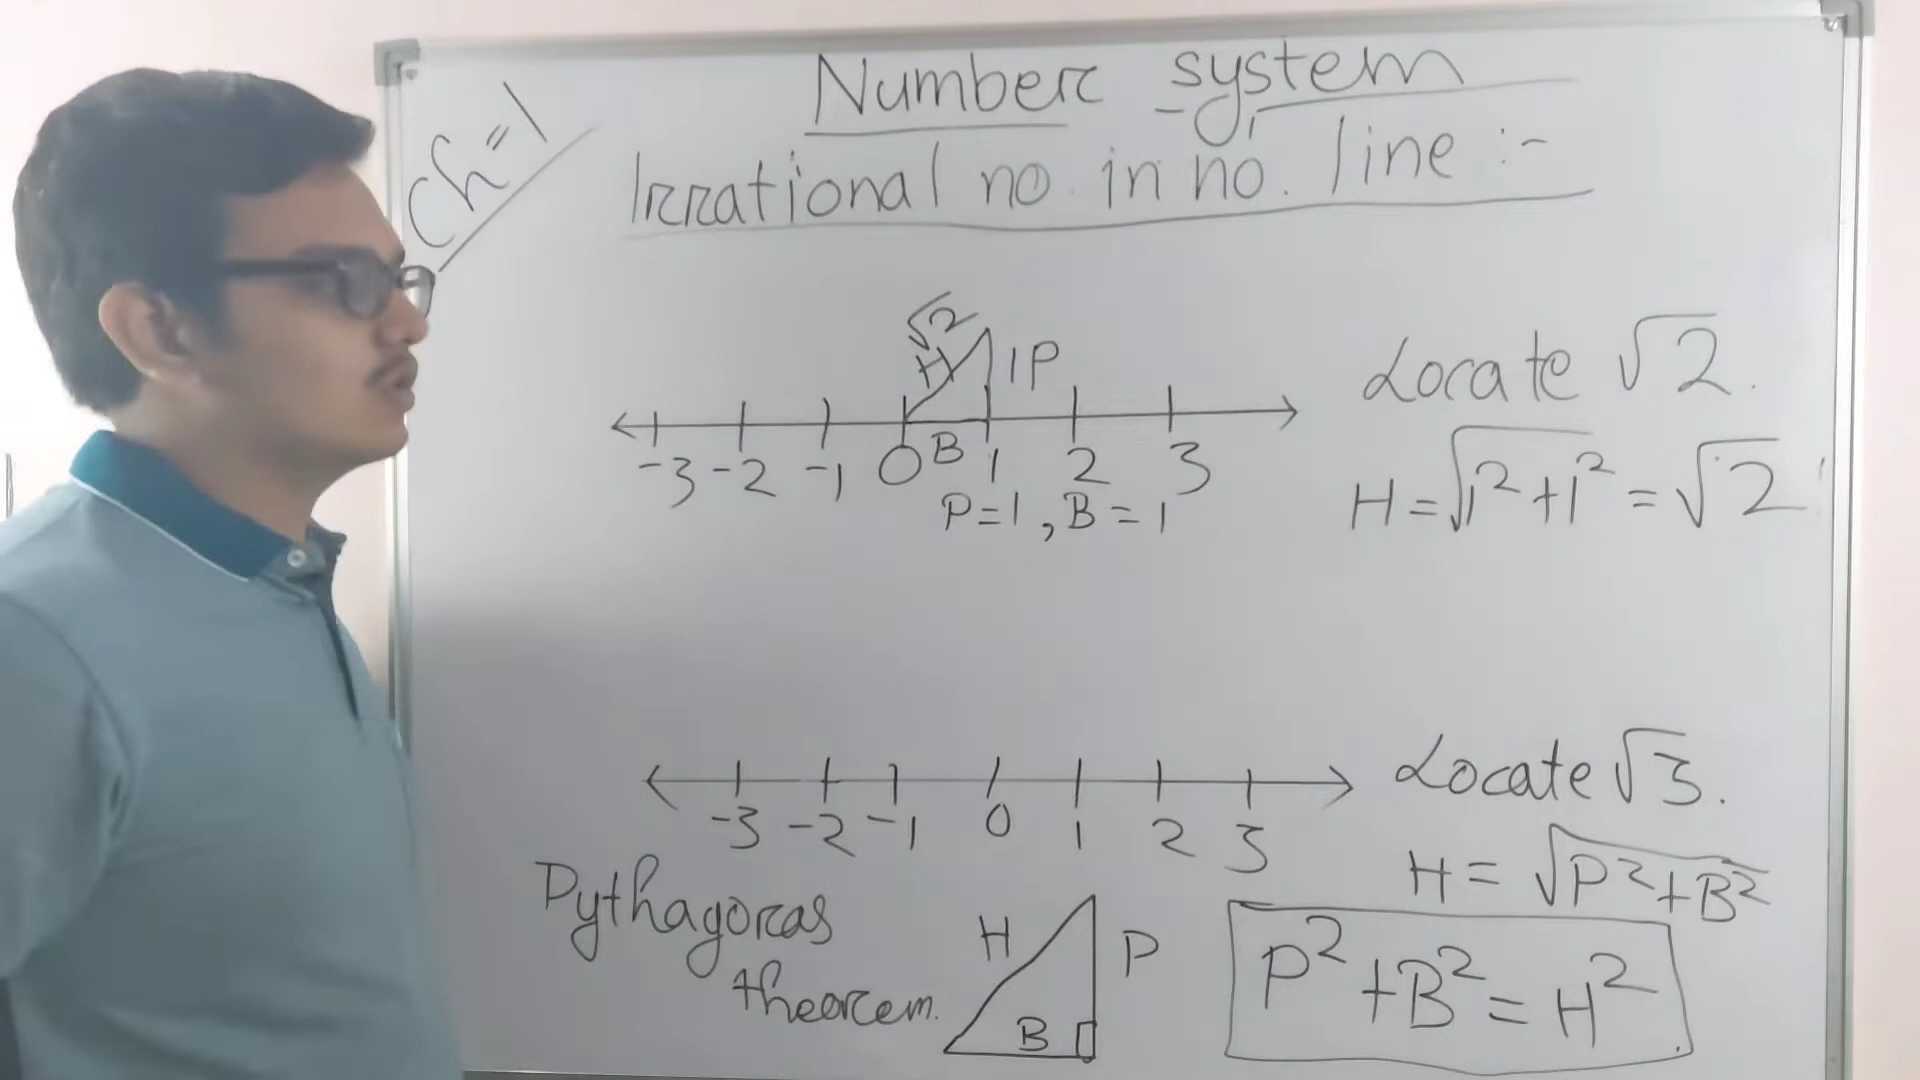 Ch=1
Number system
Irrational no. in no. line :-
√2
H 1P
Locate √2.
-3 -2 -1 0 B 1 2 3
P=1, B=1
H = √1²+1² = √2
Locate √3.
-3 -2 -1 0 1 2 3
H = √P²+B²
Pythagoras
theorem.
H P
B
P²+B²=H²